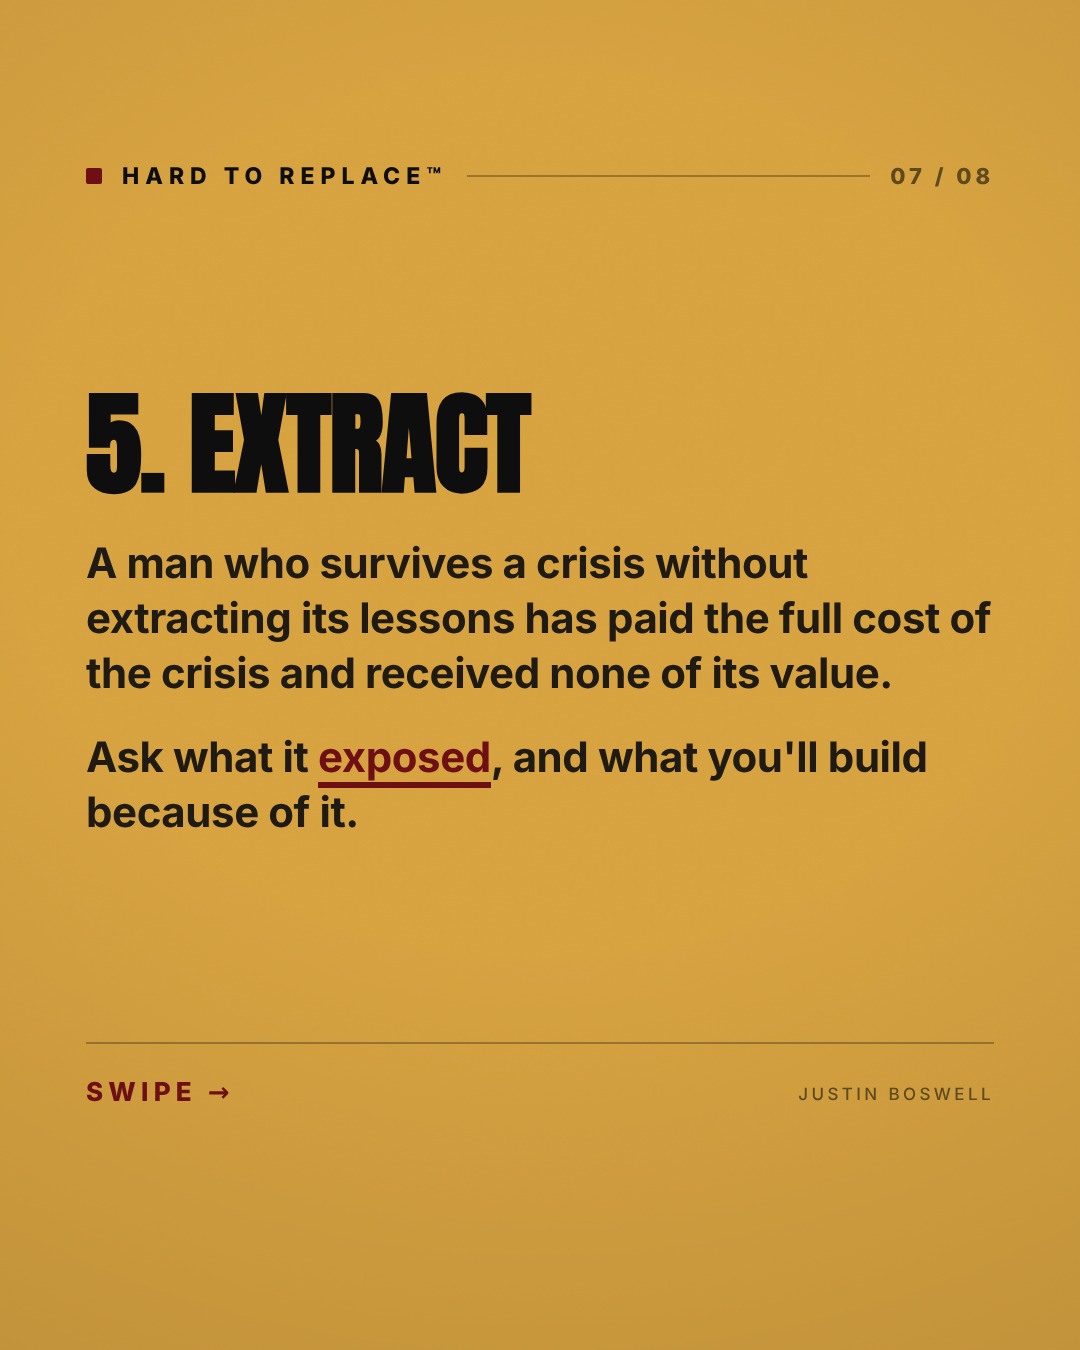 HARD TO REPLACE™ 07 / 08
5. EXTRACT
A man who survives a crisis without
extracting its lessons has paid the full cost of
the crisis and received none of its value.
Ask what it exposed, and what you'll build
because of it.
SWIPE →
JUSTIN BOSWELL